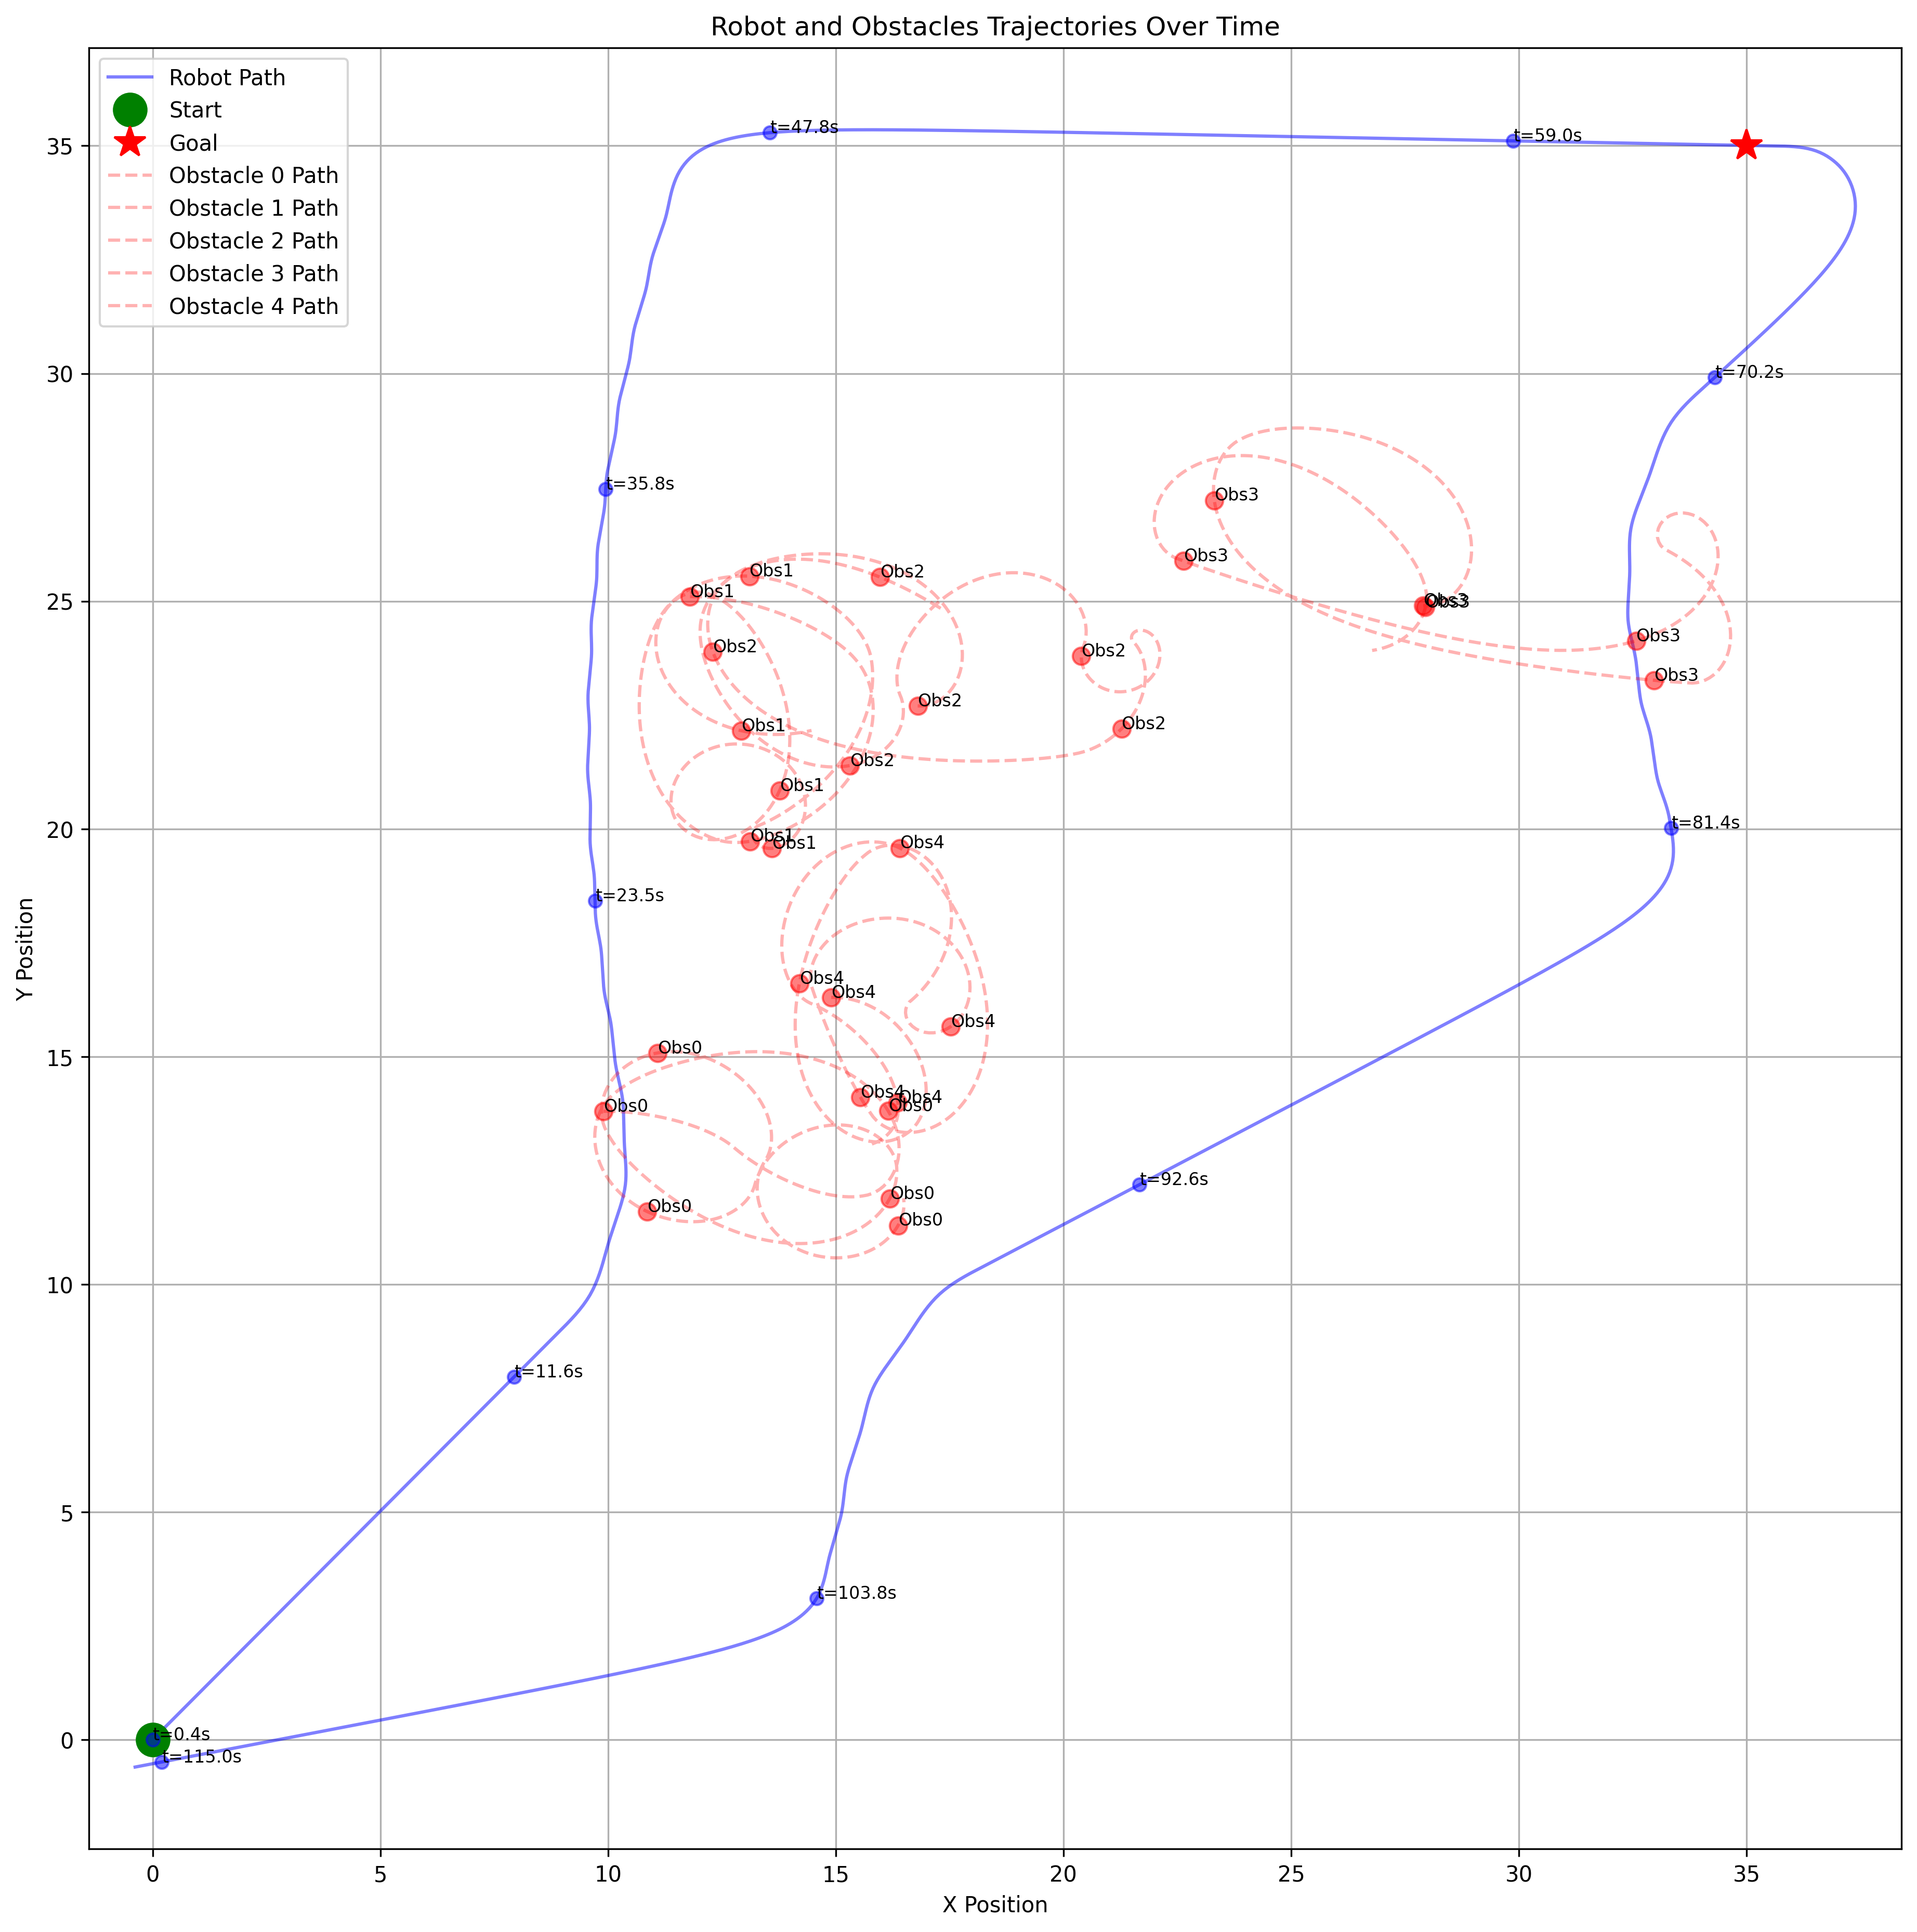 Robot and Obstacles Trajectories Over Time
Robot Path
Start
Goal
Obstacle 0 Path
Obstacle 1 Path
Obstacle 2 Path
Obstacle 3 Path
Obstacle 4 Path
t=47.8s
t=59.0s
t=70.2s
t=35.8s
Obs3
Obs3
Obs1
Obs2
Obs1
Obs3
Obs3
Obs2
Obs2
Obs3
Obs3
Obs2
Obs1
Obs2
Obs2
Obs1
t=81.4s
Obs1
Obs1
Obs4
t=23.5s
Obs4
Obs4
Obs4
Obs0
Obs0
Obs4
Obs4
Obs0
Obs0
Obs0
Obs0
t=92.6s
t=11.6s
t=103.8s
t=0.4s
t=115.0s
35
30
25
20
15
10
5
0
Y Position
0
5
10
15
20
25
30
35
X Position